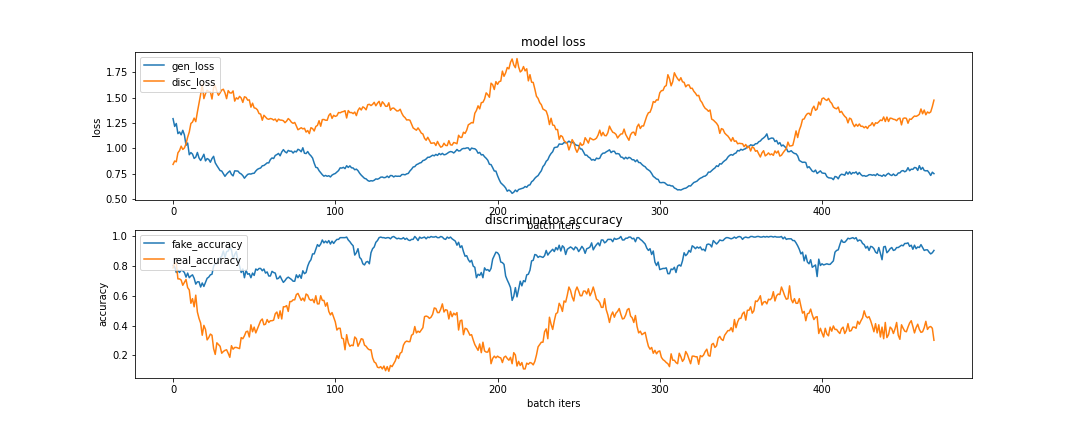 model loss
gen_loss
disc_loss
1.75
1.50
1.25
1.00
0.75
0.50
loss
0 100 200 300 400
batch iters
discriminator accuracy
fake_accuracy
real_accuracy
1.0
0.8
0.6
0.4
0.2
accuracy
0 100 200 300 400
batch iters